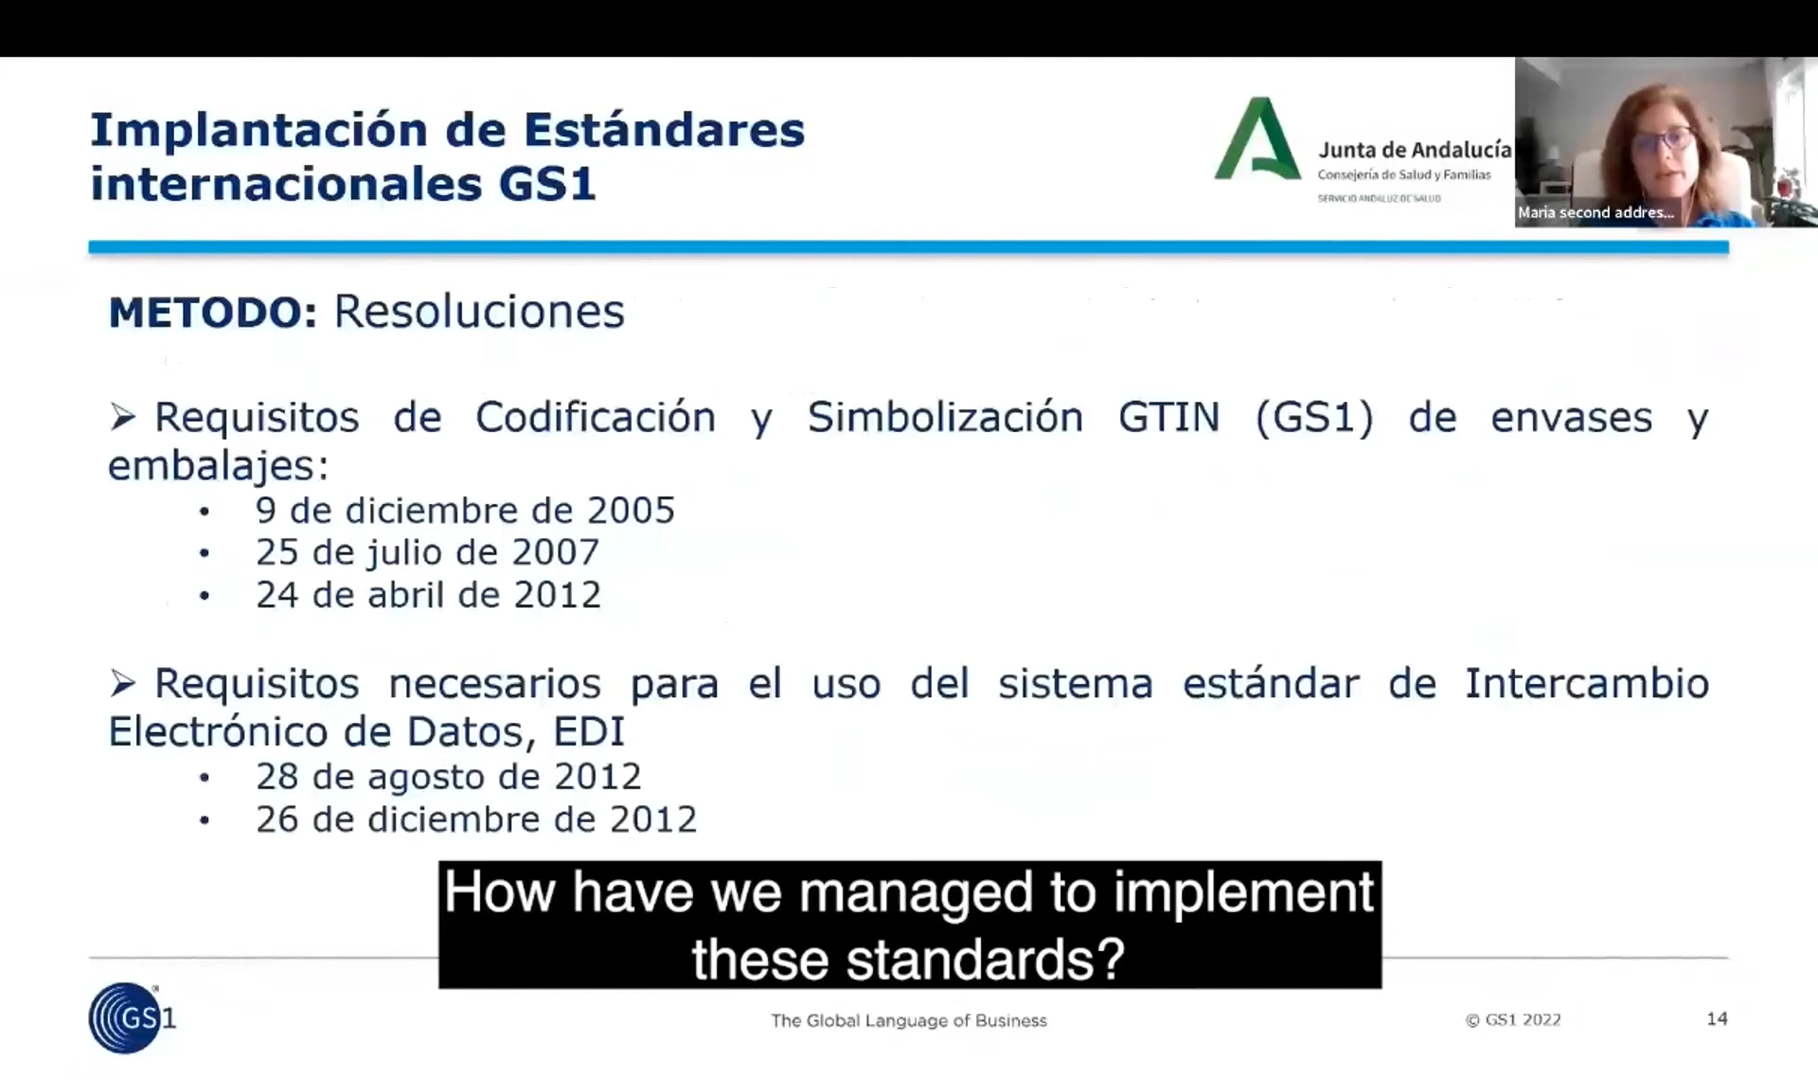 Implantación de Estándares
internacionales GS1
Junta de Andalucía
Consejería de Salud y Familias
SERVICIO ANDALUZ DE SALUD
Maria second addres...
METODO: Resoluciones
➢ Requisitos de Codificación y Simbolización GTIN (GS1) de envases y
embalajes:
• 9 de diciembre de 2005
• 25 de julio de 2007
• 24 de abril de 2012
➢ Requisitos necesarios para el uso del sistema estándar de Intercambio
Electrónico de Datos, EDI
• 28 de agosto de 2012
• 26 de diciembre de 2012
How have we managed to implement
these standards?
GS1
The Global Language of Business
© GS1 2022
14